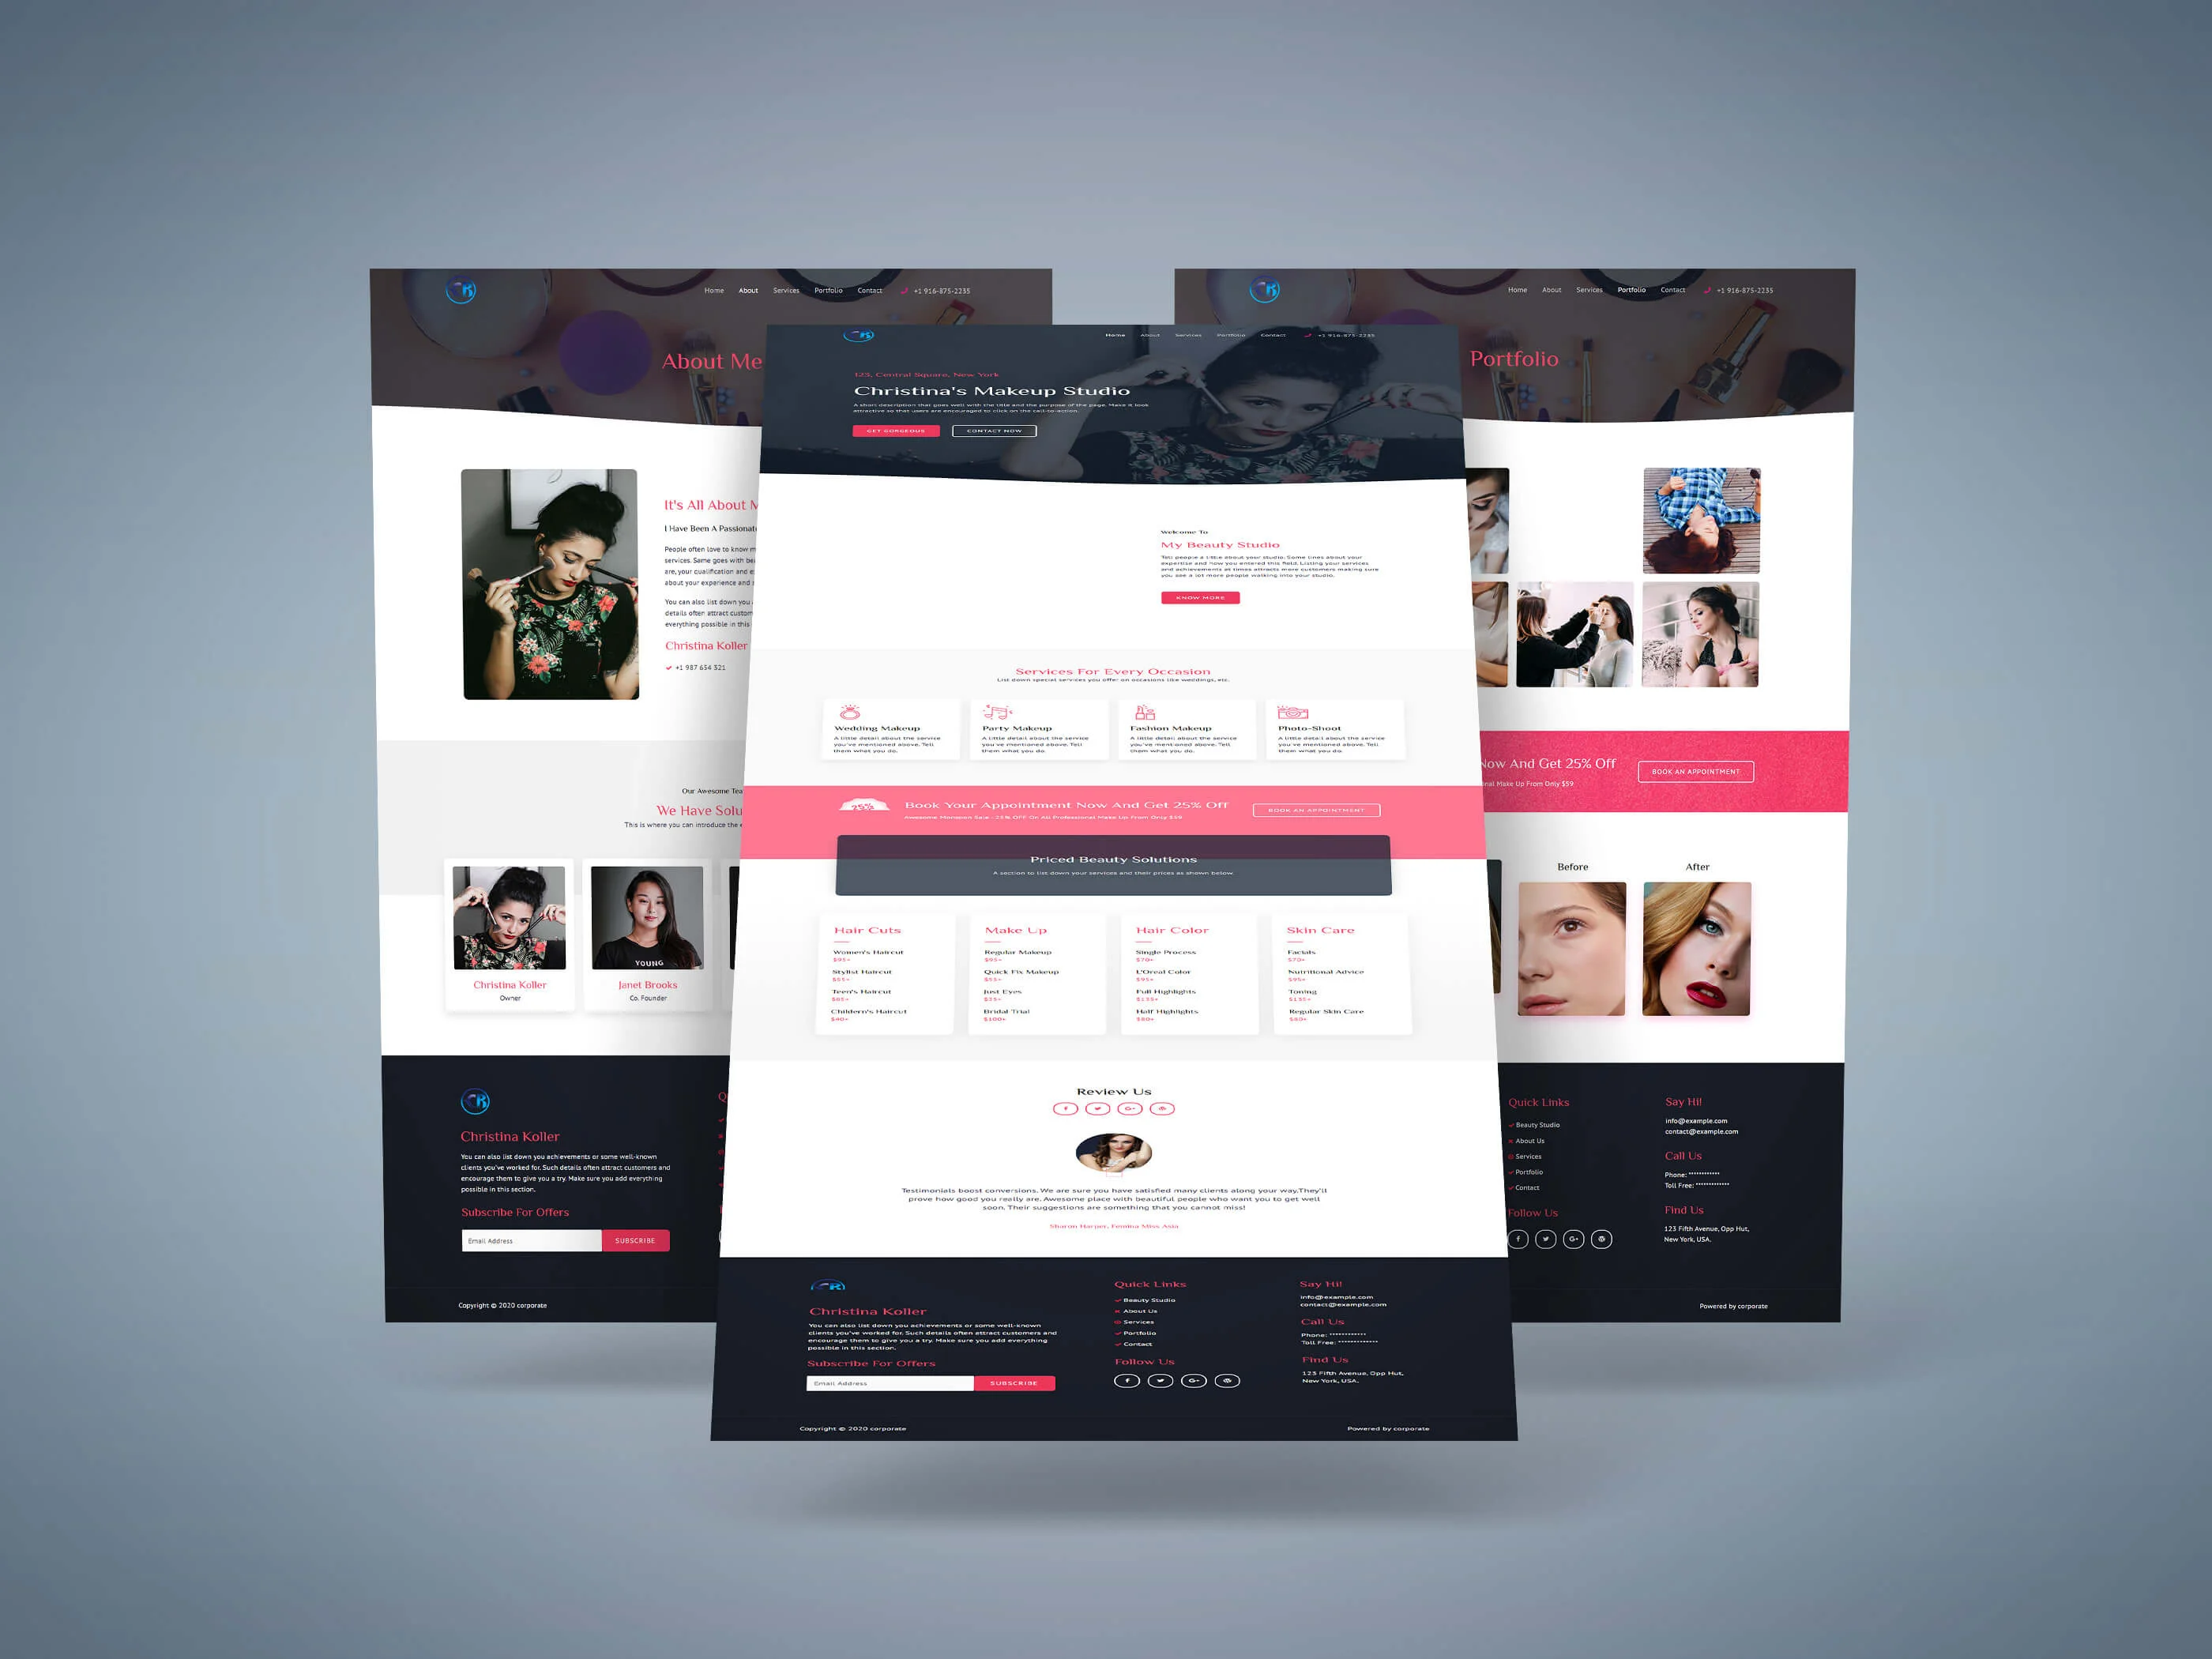 Home About Services Portfolio Contact +1 916-875-2235
About Me
It's All About
I Have Been A Passionate
People often love to know
services. Same goes with
are, your qualification and
about your experience and
You can also list down you
details often attract custom
everything possible in this
Christina Koller
+1 987 654 321
Our Awesome Tea
We Have Solu
This is where you can introduce the
YOUNG
Christina Koller
Owner
Janet Brooks
Co. Founder
CK
Christina Koller
You can also list down you achievements or some well-known
clients you've worked for. Such details often attract customers and
encourage them to give you a try. Make sure you add everything
possible in this section.
Subscribe For Offers
Email Address SUBSCRIBE
Copyright © 2020 corporate
Home About Services Portfolio Contact +1 916-875-2235
125, Central Square, New York
Christina's Makeup Studio
A short description that goes well with the title and the purpose of the page. Make it look
attractive so that users are encouraged to click on the call-to-action.
GET GORGEOUS CONTACT NOW
Welcome To
My Beauty Studio
Tell people a little about your studio. Some lines about your
expertise and how you entered this field. Listing your services
and achievements at times attracts more customers making sure
you see a lot more people walking into your studio.
KNOW MORE
Services For Every Occasion
List down special services you offer on occasions like weddings, etc.
Wedding Makeup
A little detail about the service
you've mentioned above. Tell
them what you do.
Party Makeup
A little detail about the service
you've mentioned above. Tell
them what you do.
Fashion Makeup
A little detail about the service
you've mentioned above. Tell
them what you do.
Photo-Shoot
A little detail about the service
you've mentioned above. Tell
them what you do.
25%
Book Your Appointment Now And Get 25% Off
Awesome Monsoon Sale - 25% OFF On All Professional Make Up From Only $59
BOOK AN APPOINTMENT
Priced Beauty Solutions
A section to list down your services and their prices as shown below
Hair Cuts
Women's Haircut
$95+
Stylist Haircut
$55+
Teen's Haircut
$65+
Childern's Haircut
$40+
Make Up
Regular Makeup
$95+
Quick Fix Makeup
$55+
Just Eyes
$35+
Bridal Trial
$100+
Hair Color
Single Process
$70+
L'Oreal Color
$95+
Full Highlights
$135+
Half Highlights
$80+
Skin Care
Facials
$70+
Nutritional Advice
$95+
Toning
$135+
Regular Skin Care
$80+
Review Us
Testimonials boost conversions. We are sure you have satisfied many clients along your way.They'll
prove how good you really are. Awesome place with beautiful people who want you to get well
soon. Their suggestions are something that you cannot miss!
Sharon Harper, Femina Miss Asia
Christina Koller
You can also list down you achievements or some well-known
clients you've worked for. Such details often attract customers and
encourage them to give you a try. Make sure you add everything
possible in this section.
Subscribe For Offers
Email Address SUBSCRIBE
Quick Links
Beauty Studio
About Us
Services
Portfolio
Contact
Follow Us
Say Hi!
info@example.com
contact@example.com
Call Us
Phone: ************
Toll Free: *************
Find Us
123 Fifth Avenue, Opp Hut,
New York, USA.
Copyright © 2020 corporate
Powered by corporate
Home About Services Portfolio Contact +1 916-875-2235
Portfolio
Now And Get 25% Off
nal Make Up From Only $59
BOOK AN APPOINTMENT
Before
After
Quick Links
Beauty Studio
About Us
Services
Portfolio
Contact
Follow Us
Say Hi!
info@example.com
contact@example.com
Call Us
Phone: ************
Toll Free: *************
Find Us
123 Fifth Avenue, Opp Hut,
New York, USA.
Powered by corporate